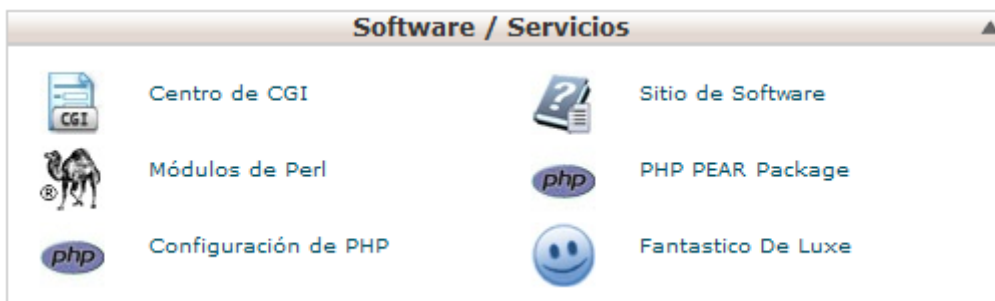 Software / Servicios
Centro de CGI
Sitio de Software
CGI
Módulos de Perl
PHP PEAR Package
®
php
Configuración de PHP
Fantastico De Luxe
php
?